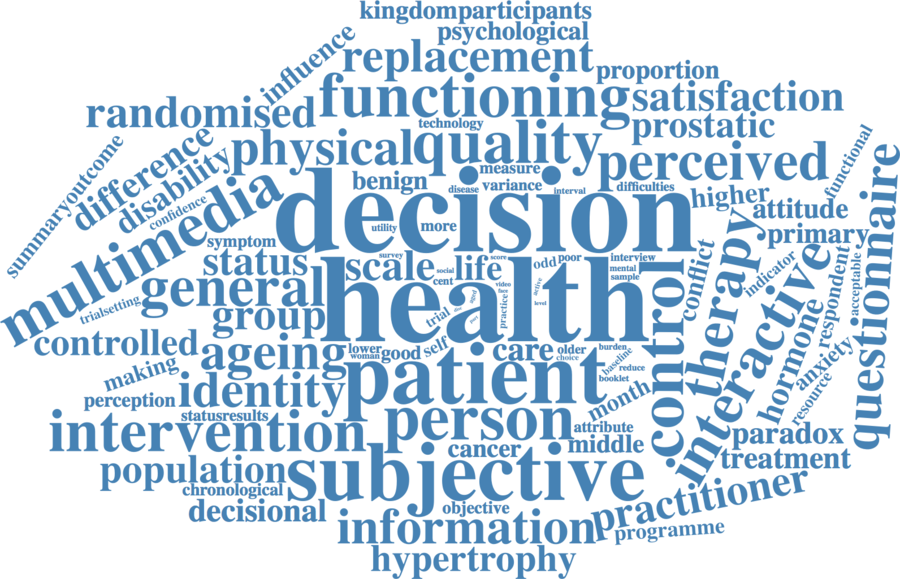 kingdomparticipants
psychological
influence
replacement
proportion
functioning
satisfaction
randomised
technology
prostatic
difference
physical
quality
perceived
functional
summaryoutcome
disability
confidence
benign
measure
disease
variance
interval
difficulties
higher
attitude
questionnaire
multimedia
decision
utility
more
primary
symptom
status
scale
survey
social
cent
life
score
video
odd
poor
interview
mental
sample
control
conflict
therapy
indicator
interactive
respondent
acceptable
general
health
trialsetting
group
trial
practice
active
level
hormone
controlled
ageing
lower
woman
good
self
care
older
choice
burden
baseline
reduce
booklet
anxiety
resource
making
identity
patient
month
perception
statusresults
person
attribute
paradox
intervention
cancer
middle
treatment
population
subjective
chronological
practitioner
decisional
objective
information
programme
hypertrophy